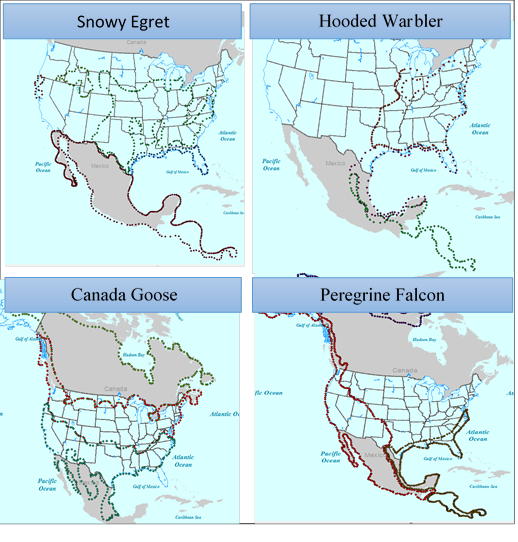 Snowy Egret
Canada
Atlantic
Ocean
Pacific
Ocean
Mexico
Gulf of Mexico
Caribbean Sea
Hooded Warbler
Atlantic
Ocean
Mexico
Pacific
Ocean
Gulf of Mexico
Caribbean Sea
Canada Goose
Gulf of Alaska
Hudson Bay
Canada
Atlantic O
Atlantic
Ocean
Pacific
Ocean
Gulf of Mexico
Caribbean Sea
Peregrine Falcon
Gulf of Alaska
Hudson Bay
Canada
ific Ocean
Atlantic
Ocean
Pacific
Ocean
Mexico
Gulf of Mexico
Caribbean Sea